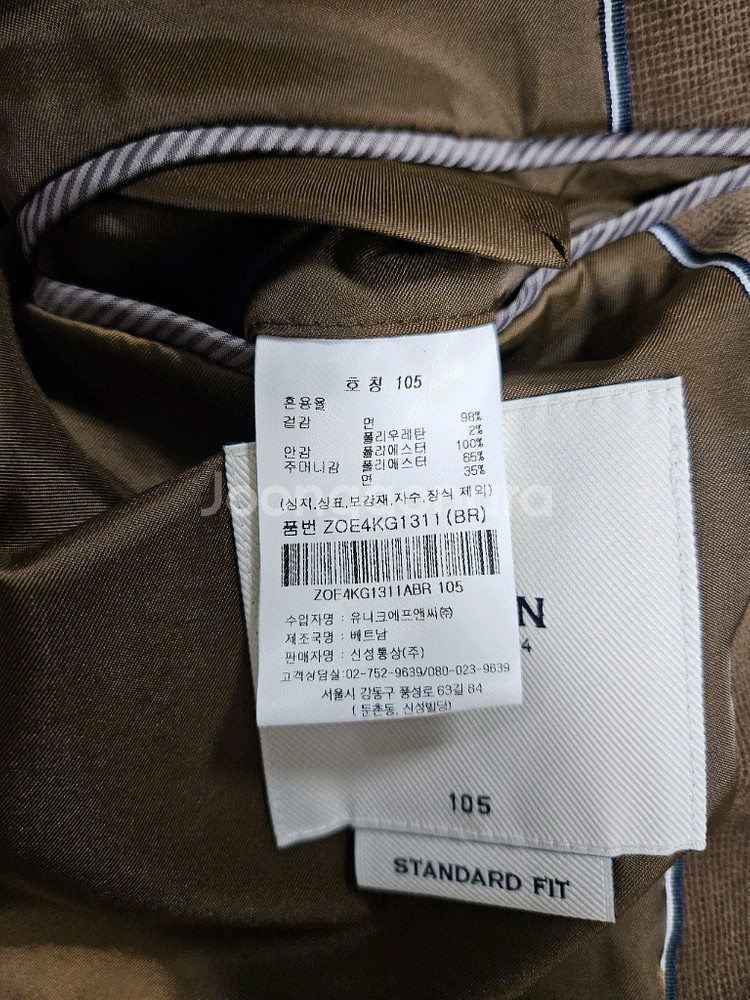 호칭 105
혼용율
겉감 면 98%
폴리우레탄 2%
안감 폴리에스터 100%
주머니감 폴리에스터 65%
면 35%
(심지,상표,보강재,자수,장식 제외)
품번 ZOE4KG1311(BR)
ZOE4KG1311ABR 105
수입자명 : 유니크에프앤씨㈜
제조국명 : 베트남
판매자명 : 신성통상(주)
고객상담실:02-752-9639/080-023-9639
서울시 강동구 풍성로 63길 84
( 둔촌동, 신성빌딩)
N
4
105
STANDARD FIT